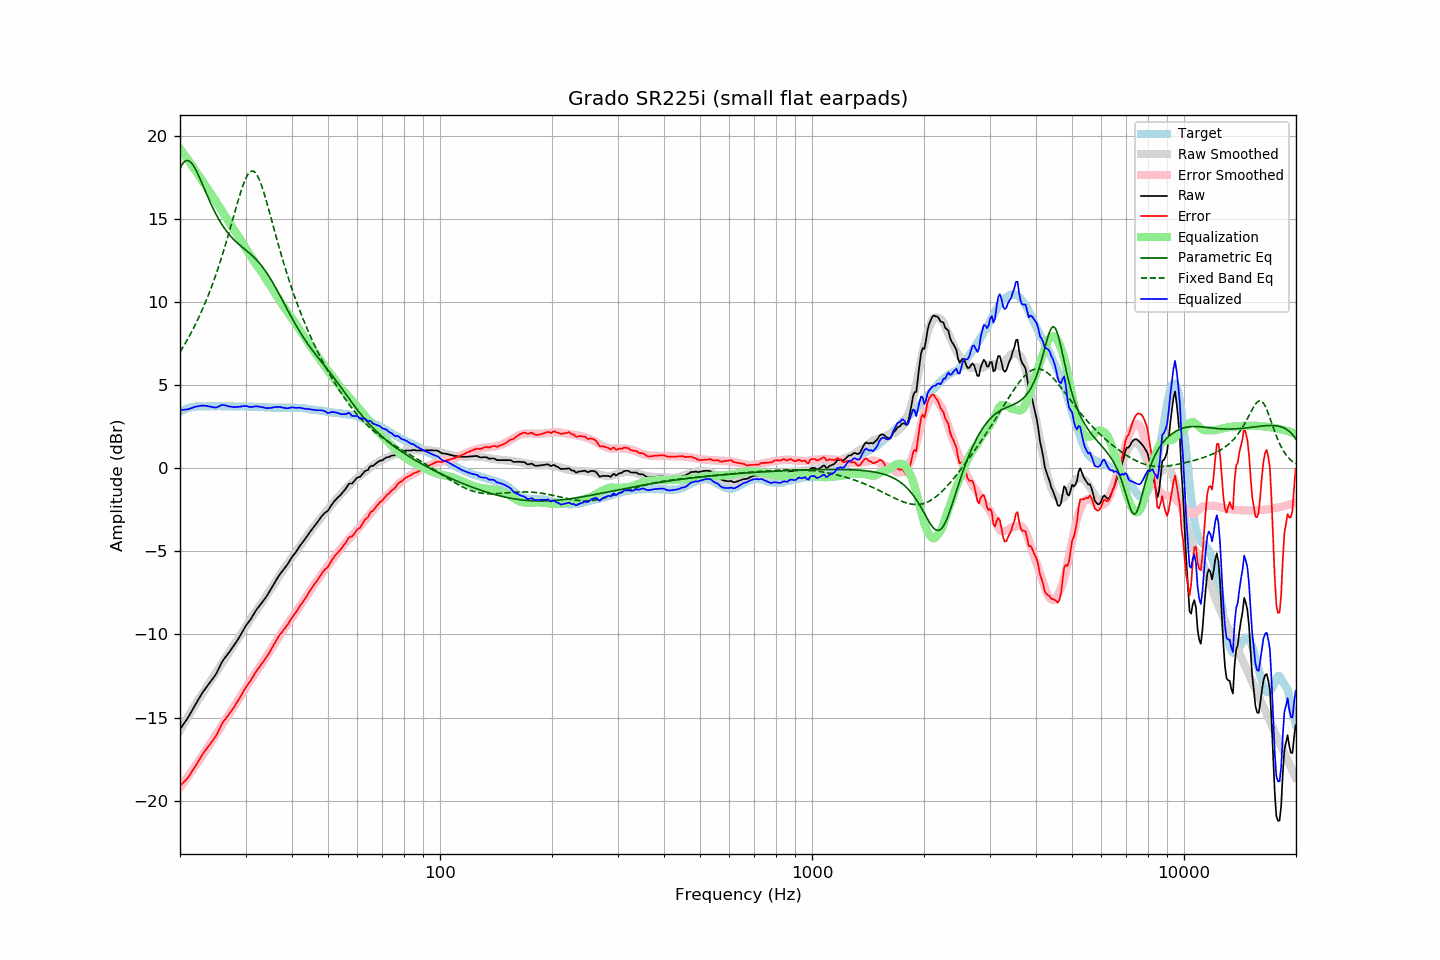 Grado SR225i (small flat earpads)
Target
Raw Smoothed
Error Smoothed
Raw
Error
Equalization
Parametric Eq
Fixed Band Eq
Equalized
Amplitude (dBr)
20
15
10
5
0
−5
−10
−15
−20
100
1000
10000
Frequency (Hz)